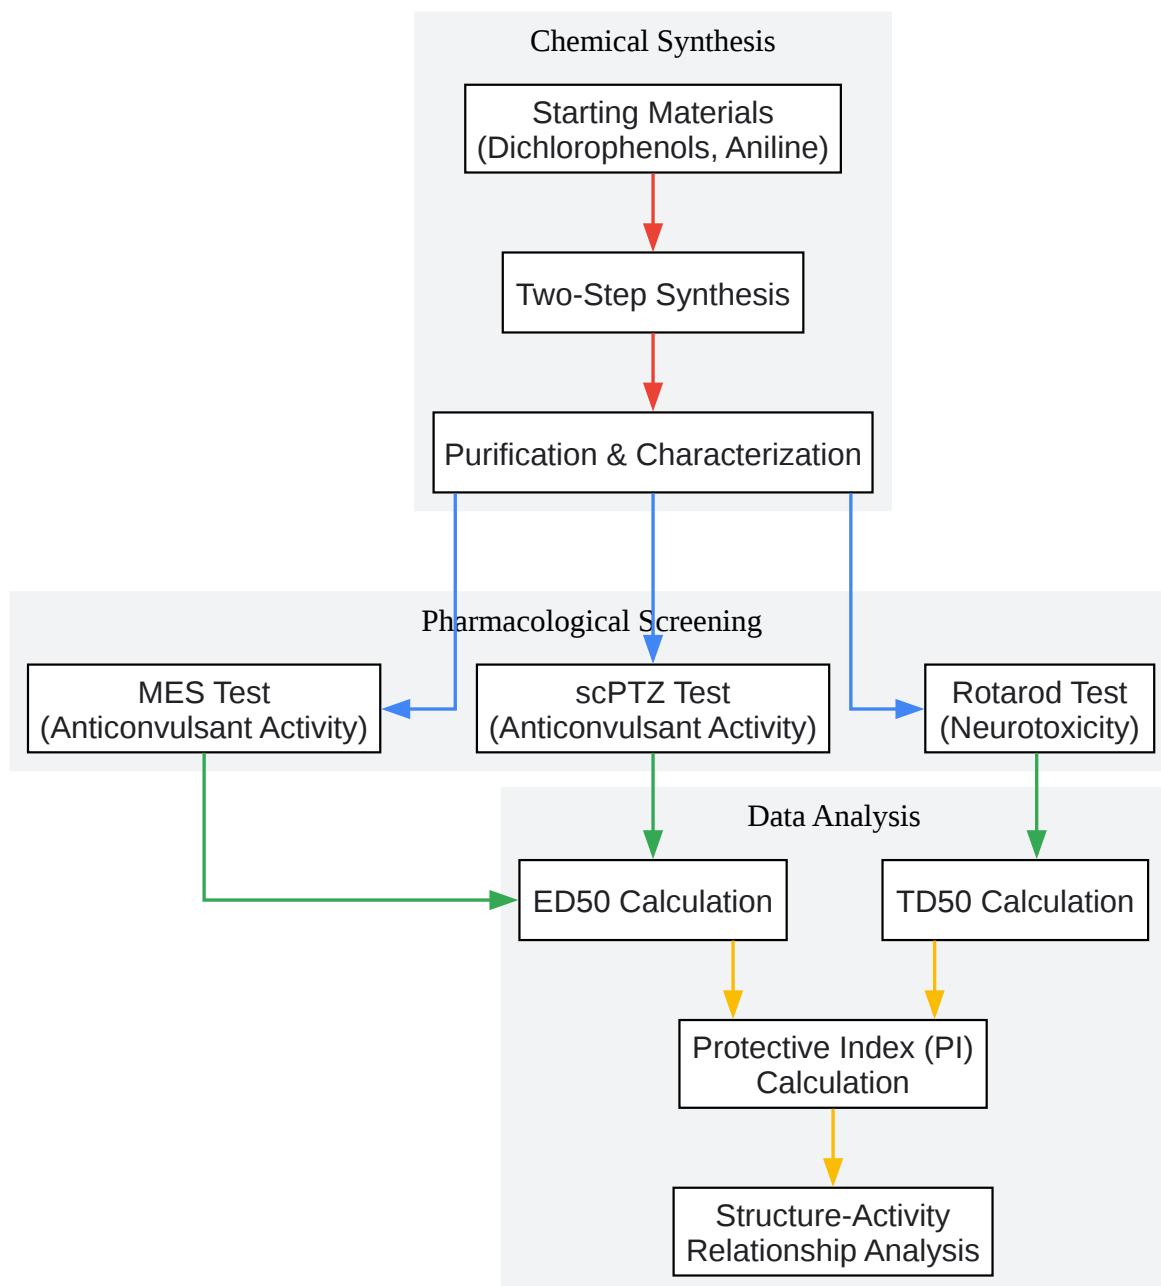 Chemical Synthesis
Starting Materials
(Dichlorophenols, Aniline)
Two-Step Synthesis
Purification & Characterization
Pharmacological Screening
MES Test
(Anticonvulsant Activity)
scPTZ Test
(Anticonvulsant Activity)
Rotarod Test
(Neurotoxicity)
Data Analysis
ED50 Calculation
TD50 Calculation
Protective Index (PI)
Calculation
Structure-Activity
Relationship Analysis